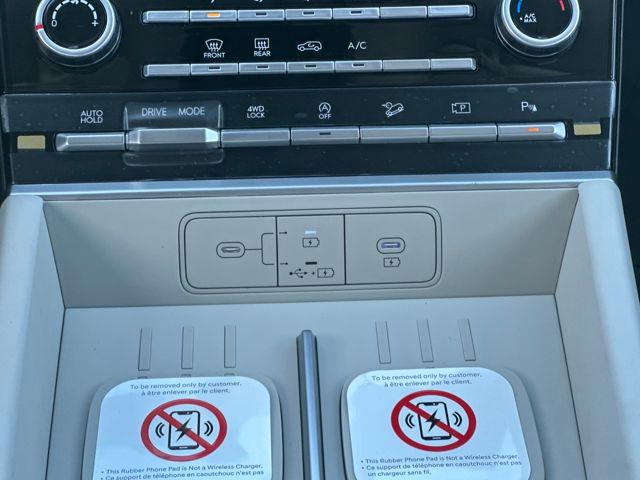 0
+
A/C
MAX
FRONT
REAR
A/C
AUTO
HOLD
DRIVE MODE
4WD
LOCK
A
OFF
P
P
+
To be removed only by customer,
à être enlever par le client,
• This Rubber Phone Pad is Not a Wireless Charger,
• Ce support de téléphone en caoutchouc n'est
To be removed only by customer,
à être enlever par le client,
• This Rubber Phone Pad is Not a Wireless Charger,
• Ce support de téléphone en caoutchouc n'est pas
un chargeur sans fil,